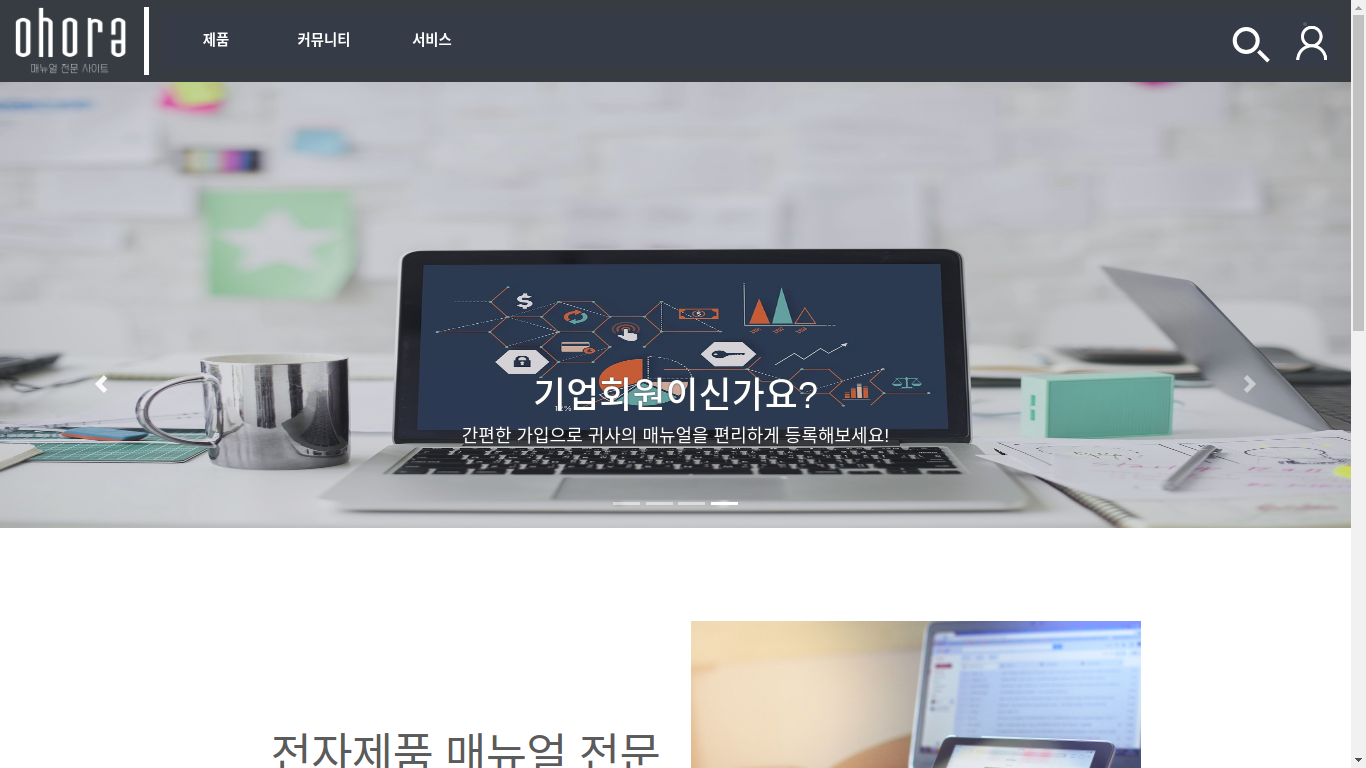 ohora
매뉴얼 전문 사이트
제품
커뮤니티
서비스
기업회원이신가요?
간편한 가입으로 귀사의 매뉴얼을 편리하게 등록해보세요!
전자제품 매뉴얼 전문